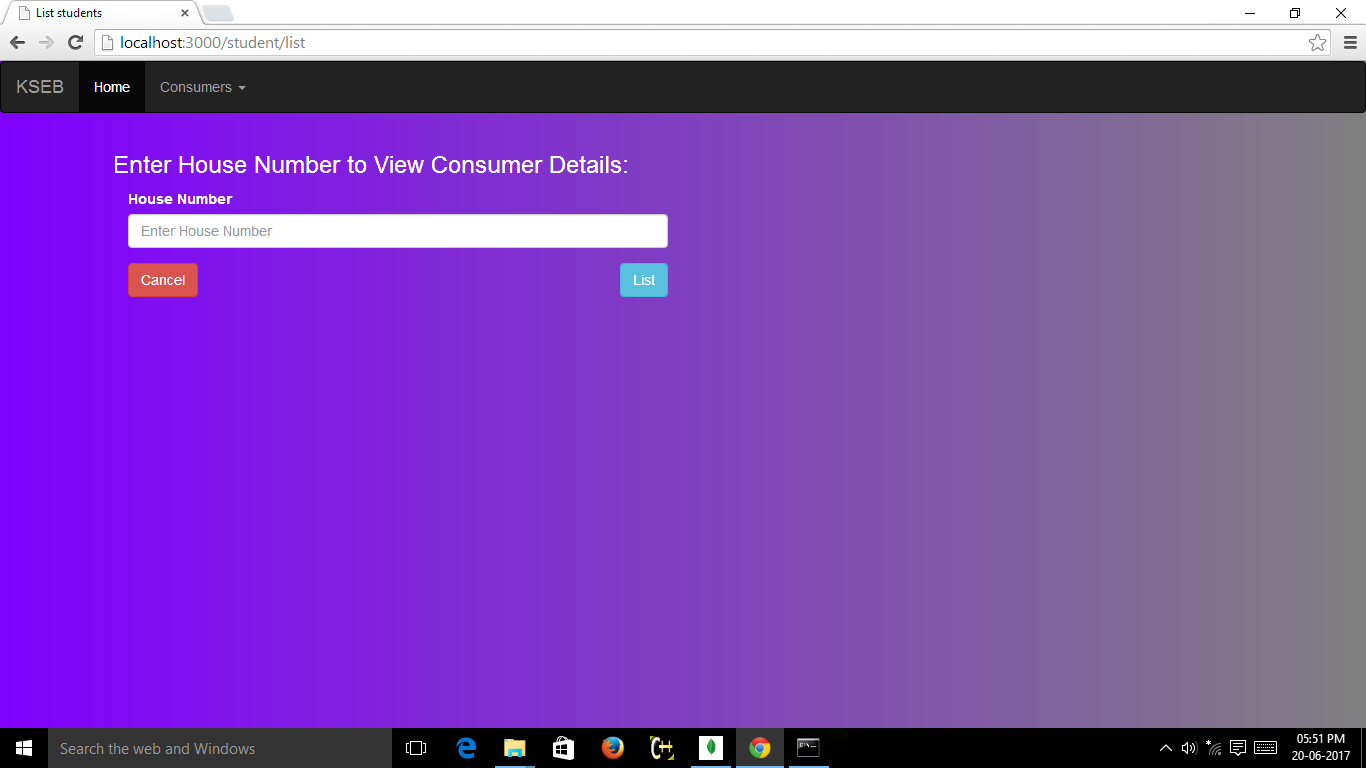 List students
localhost:3000/student/list
KSEB Home Consumers
Enter House Number to View Consumer Details:
House Number
Enter House Number
Cancel List
Search the web and Windows
05:51 PM
20-06-2017